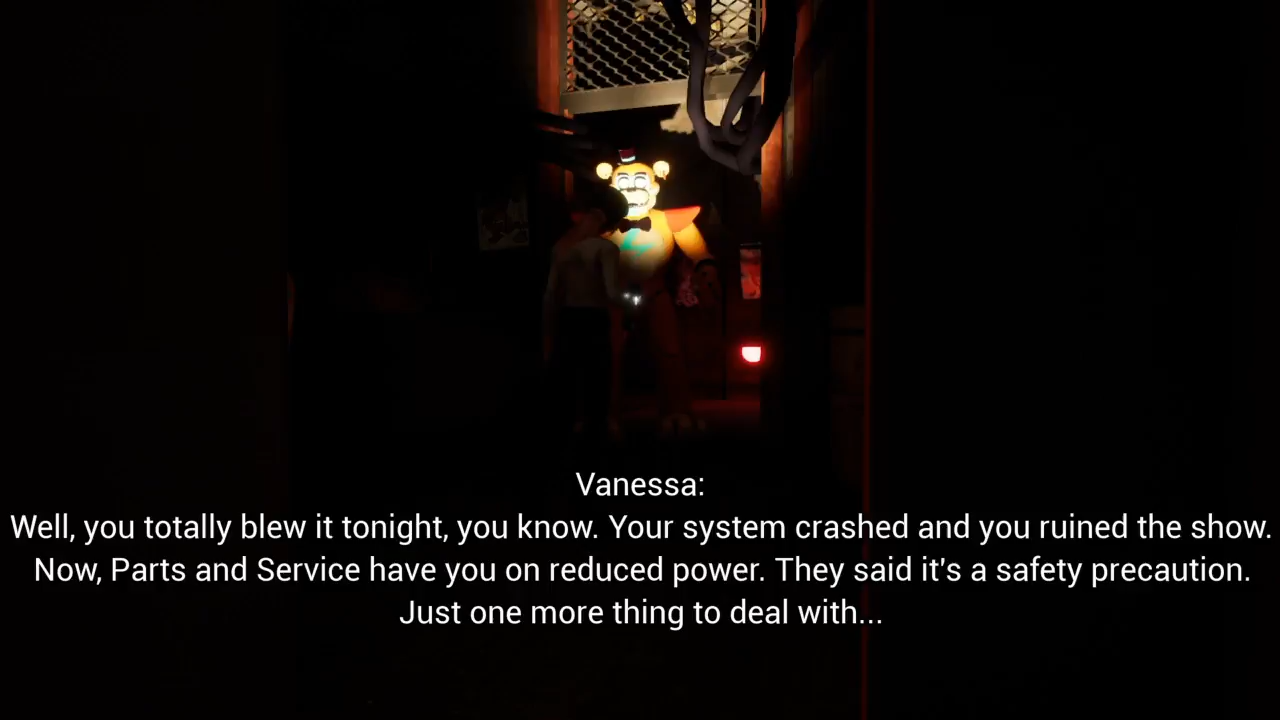 Vanessa:
Well, you totally blew it tonight, you know. Your system crashed and you ruined the show.
Now, Parts and Service have you on reduced power. They said it's a safety precaution.
Just one more thing to deal with...